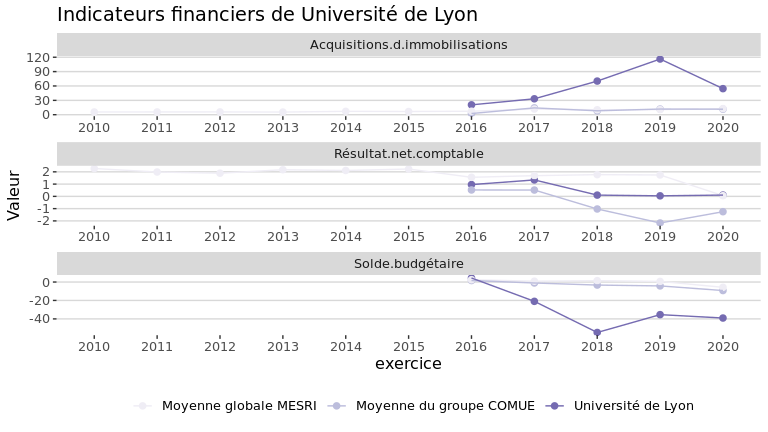 Indicateurs financiers de Université de Lyon
Acquisitions.d.immobilisations
120
90
60
30
0
2010 2011 2012 2013 2014 2015 2016 2017 2018 2019 2020
Résultat.net.comptable
2
1
0
-1
-2
2010 2011 2012 2013 2014 2015 2016 2017 2018 2019 2020
Solde.budgétaire
0
-20
-40
2010 2011 2012 2013 2014 2015 2016 2017 2018 2019 2020
Valeur
exercice
Moyenne globale MESRI Moyenne du groupe COMUE Université de Lyon